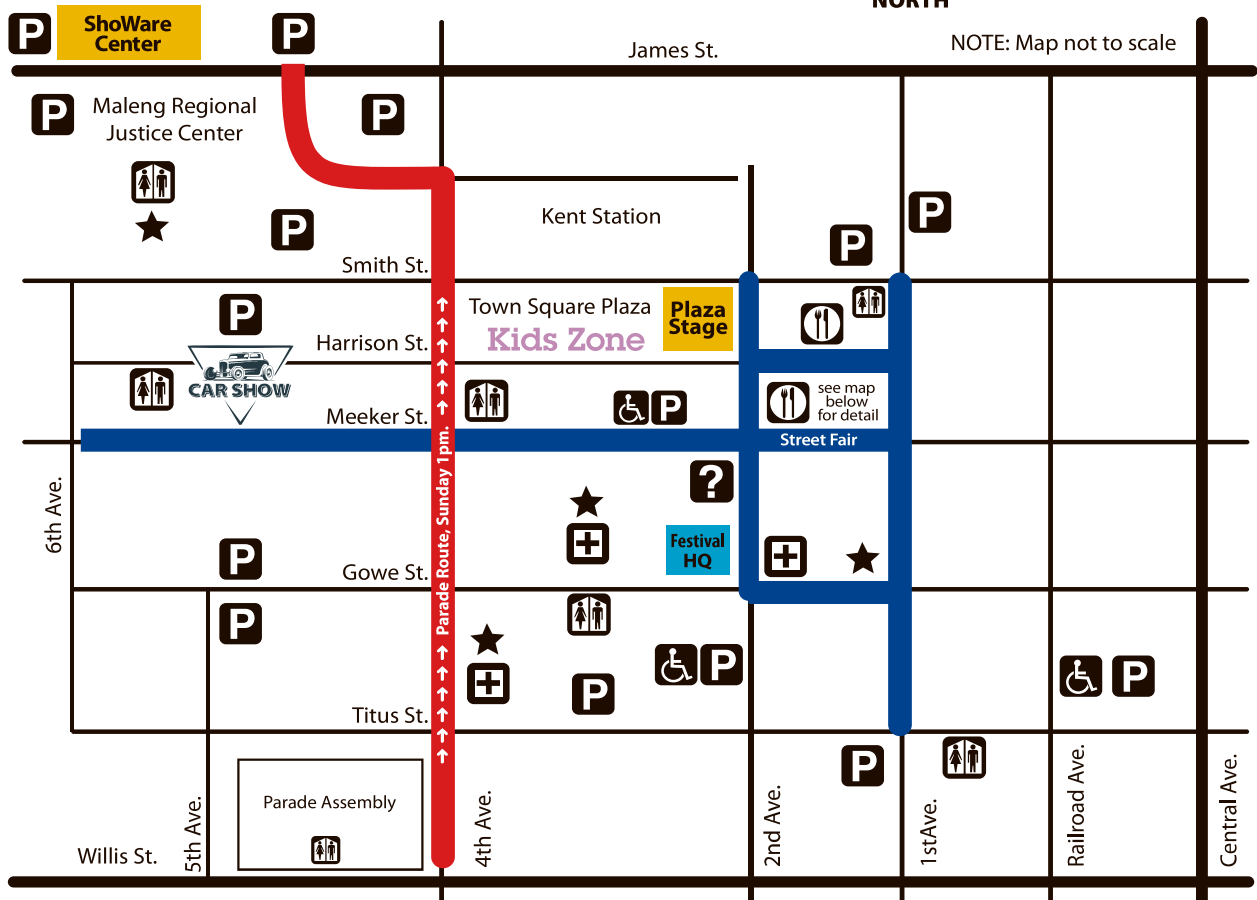 NORTH
P
ShoWare
Center
P
James St.
NOTE: Map not to scale
P
Maleng Regional
Justice Center
P
Kent Station
P
P
P
Smith St.
P
Town Square Plaza
Kids Zone
Plaza
Stage
Harrison St.
CAR SHOW
P
see map
below
for detail
Meeker St.
Street Fair
Parade Route, Sunday 1pm.
?
6th Ave.
Festival
HQ
P
Gowe St.
P
P
P
P
Titus St.
P
Parade Assembly
5th Ave.
4th Ave.
2nd Ave.
1stAve.
Railroad Ave.
Central Ave.
Willis St.